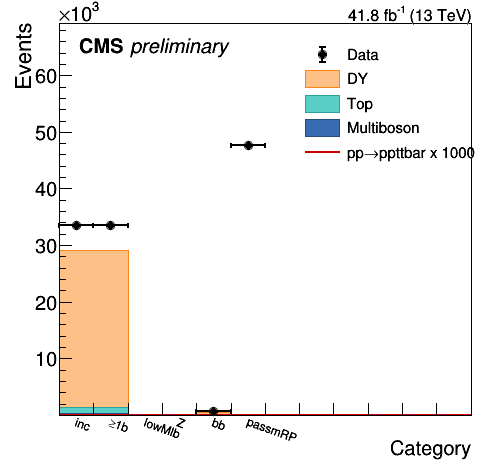 ×10³
41.8 fb⁻¹ (13 TeV)
Events
CMS preliminary
Data
DY
Top
Multiboson
pp→ppttbar x 1000
60
50
40
30
20
10
inc ≥1b lowMlb Z bb passmRP
Category